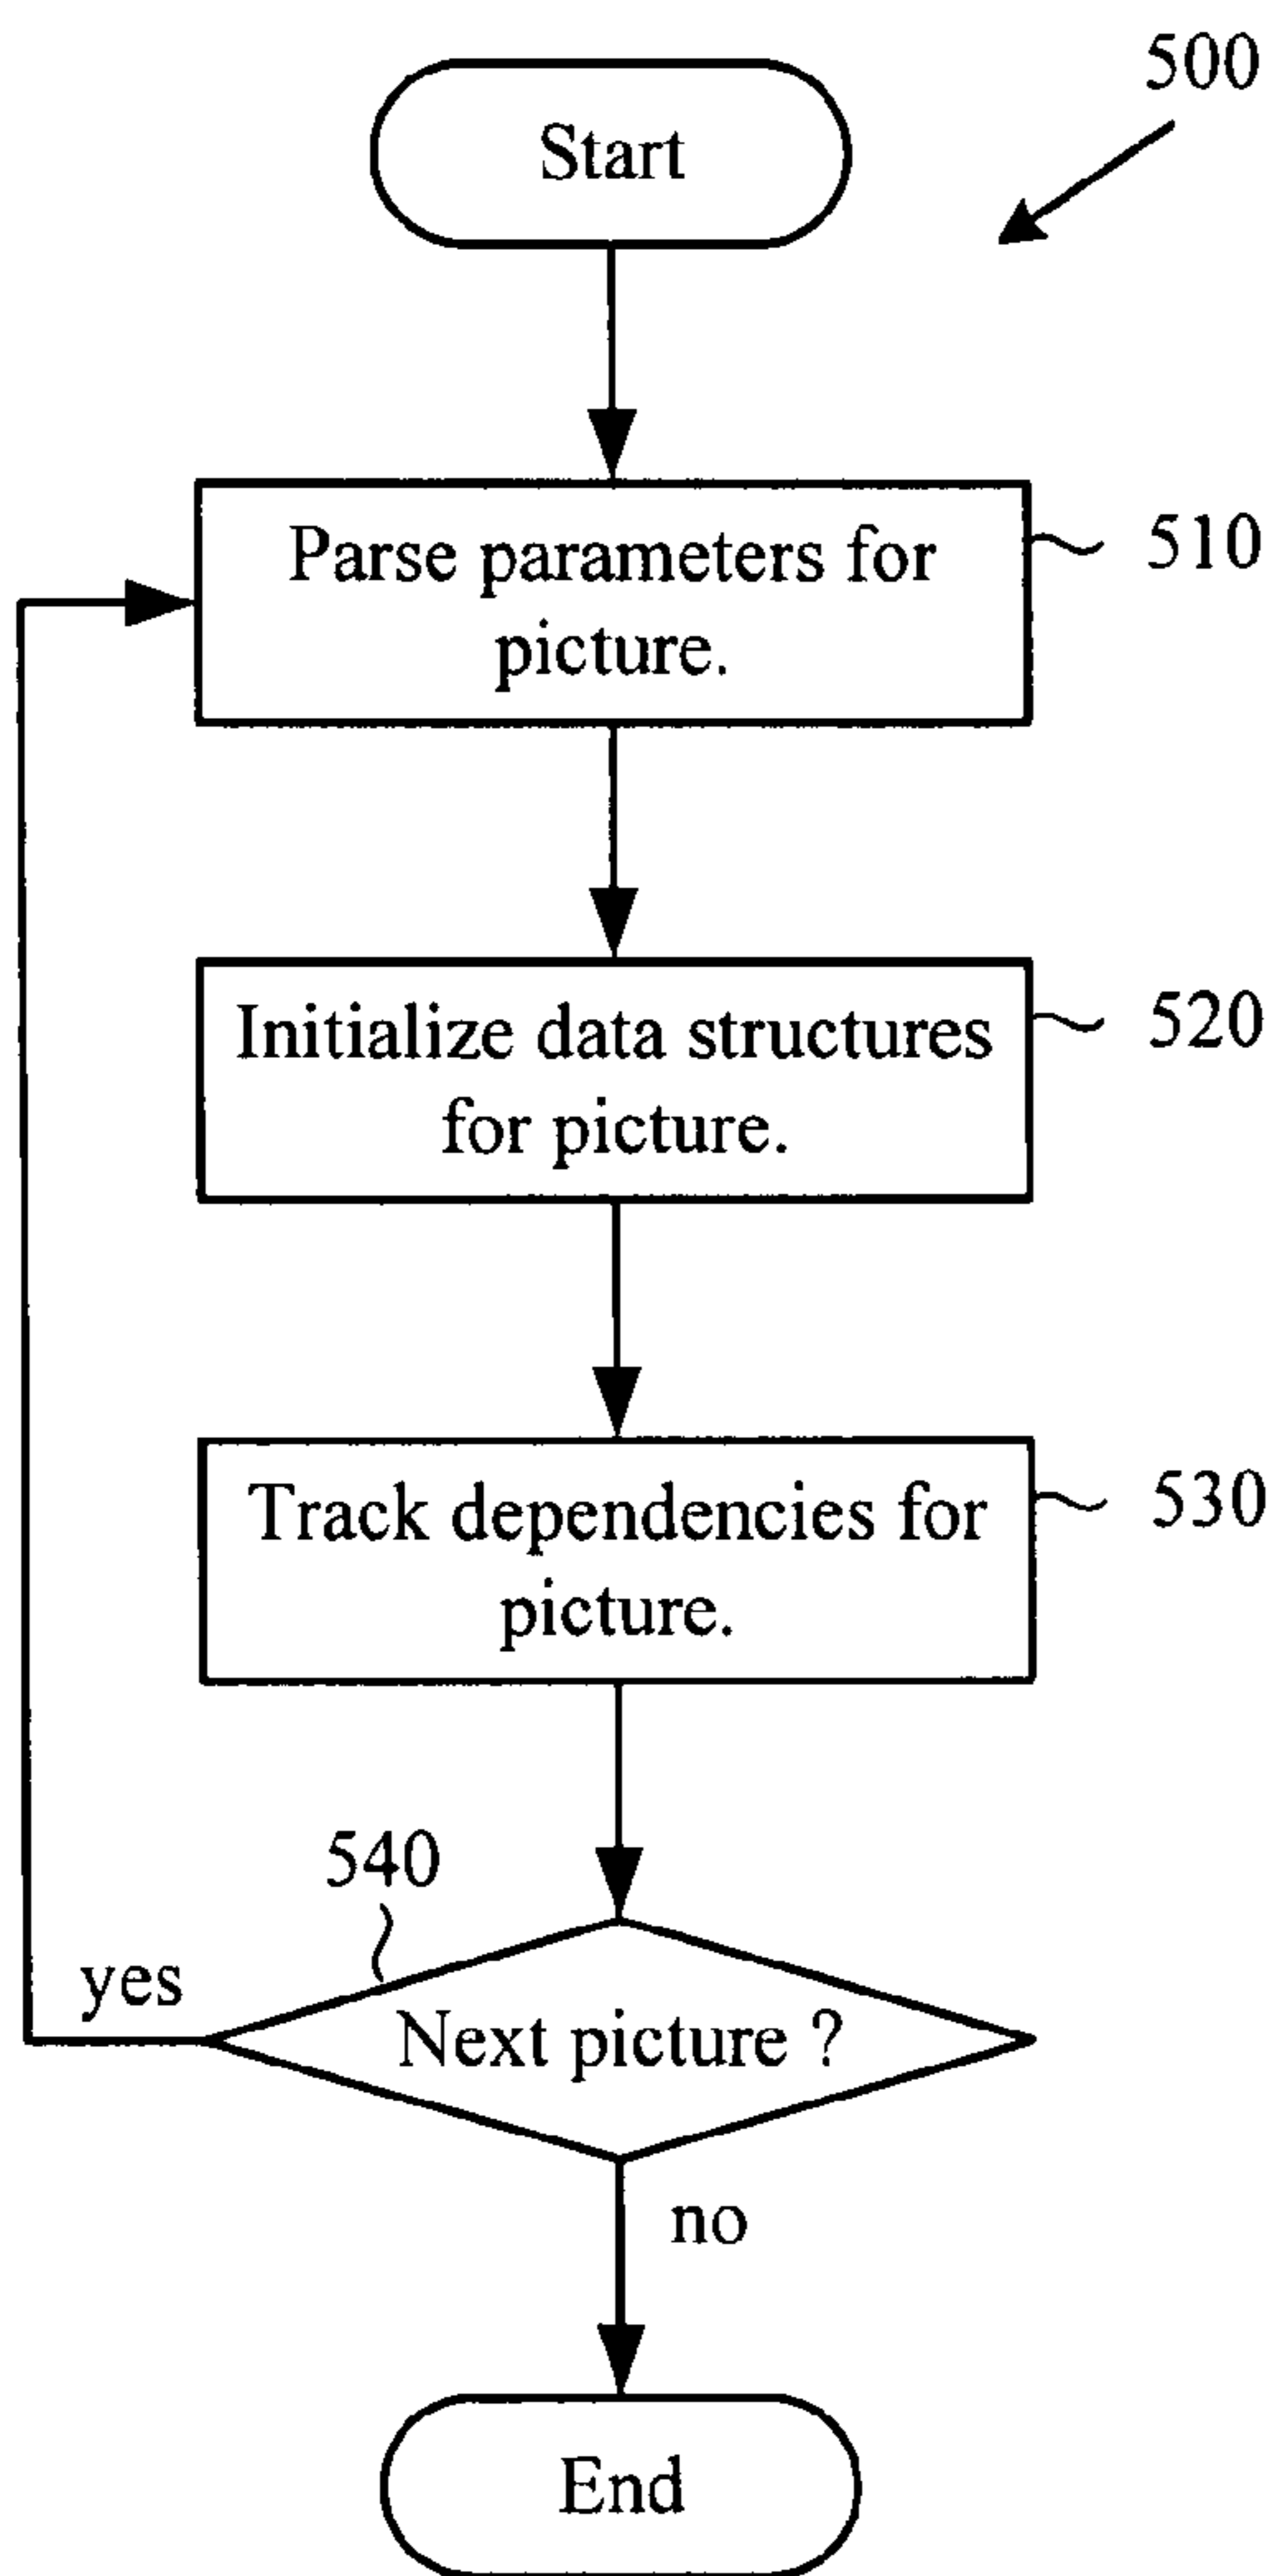 500
Start
Parse parameters for
picture.
510
Initialize data structures
for picture.
520
Track dependencies for
picture.
530
540
yes
Next picture ?
no
End